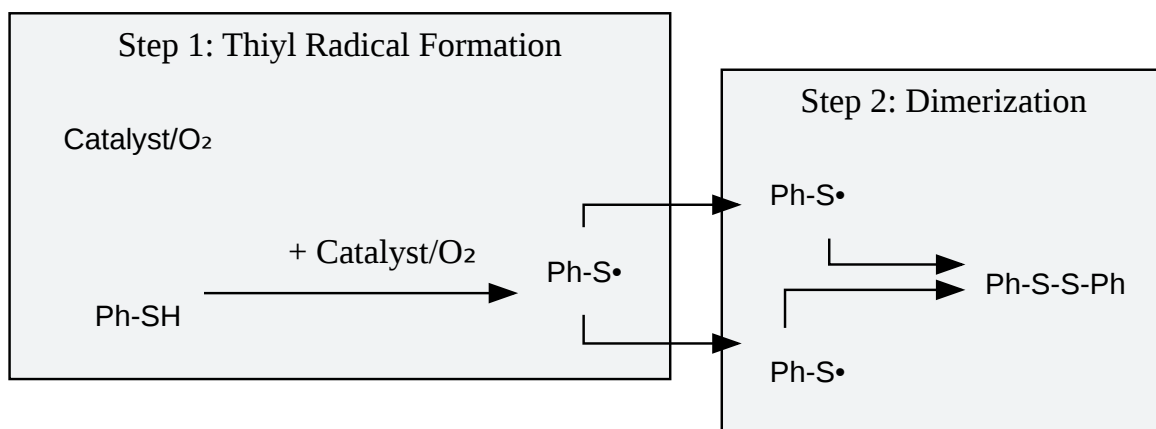 Step 1: Thiyl Radical Formation
Catalyst/O₂
+ Catalyst/O₂
Ph-SH
Ph-S•
Step 2: Dimerization
Ph-S•
Ph-S•
Ph-S-S-Ph